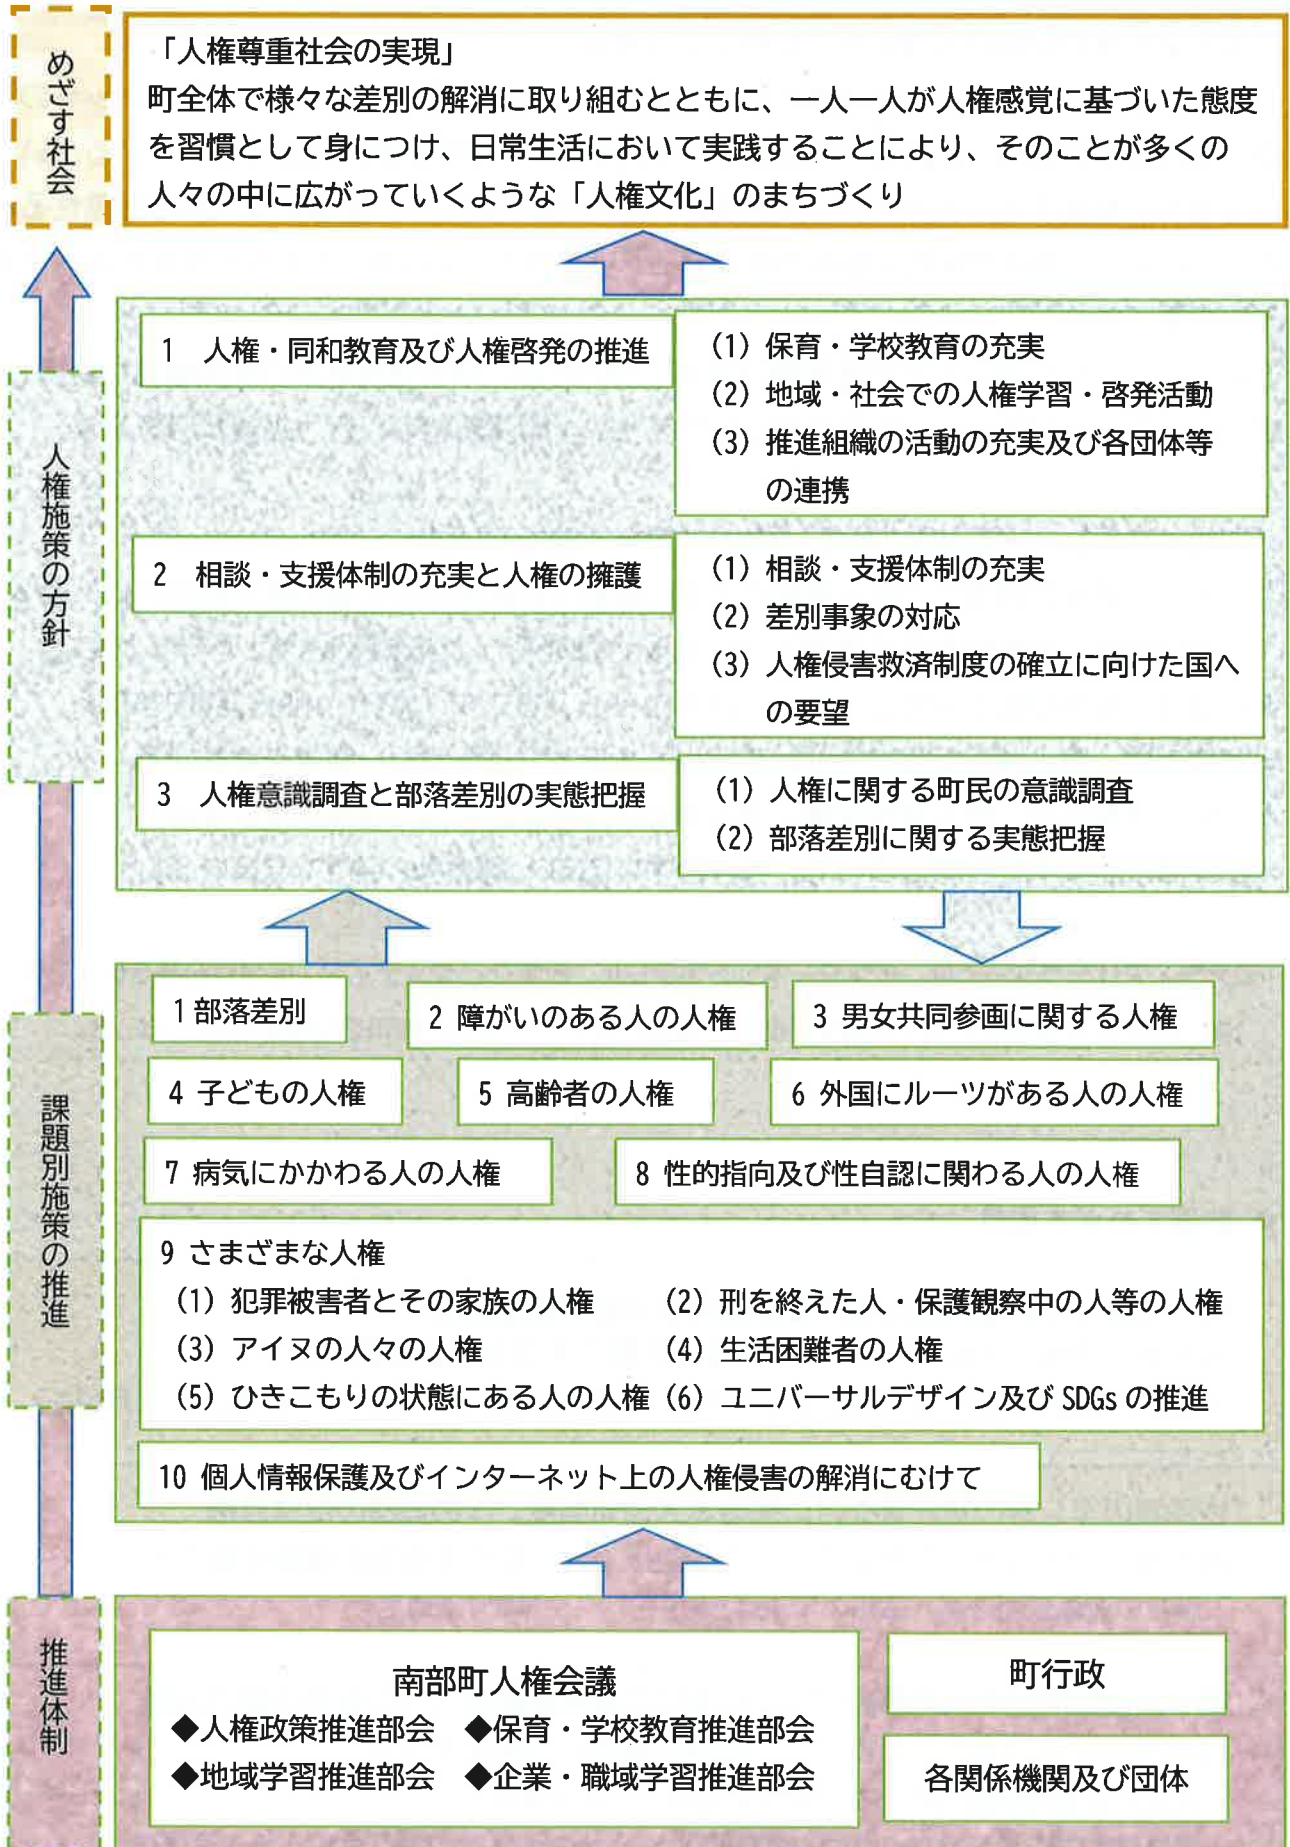 めざす社会
「人権尊重社会の実現」
町全体で様々な差別の解消に取り組むとともに、一人一人が人権感覚に基づいた態度
を習慣として身につけ、日常生活において実践することにより、そのことが多くの
人々の中に広がっていくような「人権文化」のまちづくり
人権施策の方針
1 人権・同和教育及び人権啓発の推進
(1) 保育・学校教育の充実
(2) 地域・社会での人権学習・啓発活動
(3) 推進組織の活動の充実及び各団体等
の連携
2 相談・支援体制の充実と人権の擁護
(1) 相談・支援体制の充実
(2) 差別事象の対応
(3) 人権侵害救済制度の確立に向けた国へ
の要望
3 人権意識調査と部落差別の実態把握
(1) 人権に関する町民の意識調査
(2) 部落差別に関する実態把握
課題別施策の推進
1 部落差別
2 障がいのある人の人権
3 男女共同参画に関する人権
4 子どもの人権
5 高齢者の人権
6 外国にルーツがある人の人権
7 病気にかかわる人の人権
8 性的指向及び性自認に関わる人の人権
9 さまざまな人権
(1) 犯罪被害者とその家族の人権 (2) 刑を終えた人・保護観察中の人等の人権
(3) アイヌの人々の人権 (4) 生活困難者の人権
(5) ひきこもりの状態にある人の人権 (6) ユニバーサルデザイン及び SDGs の推進
10 個人情報保護及びインターネット上の人権侵害の解消にむけて
推進体制
南部町人権会議
◆人権政策推進部会 ◆保育・学校教育推進部会
◆地域学習推進部会 ◆企業・職域学習推進部会
町行政
各関係機関及び団体